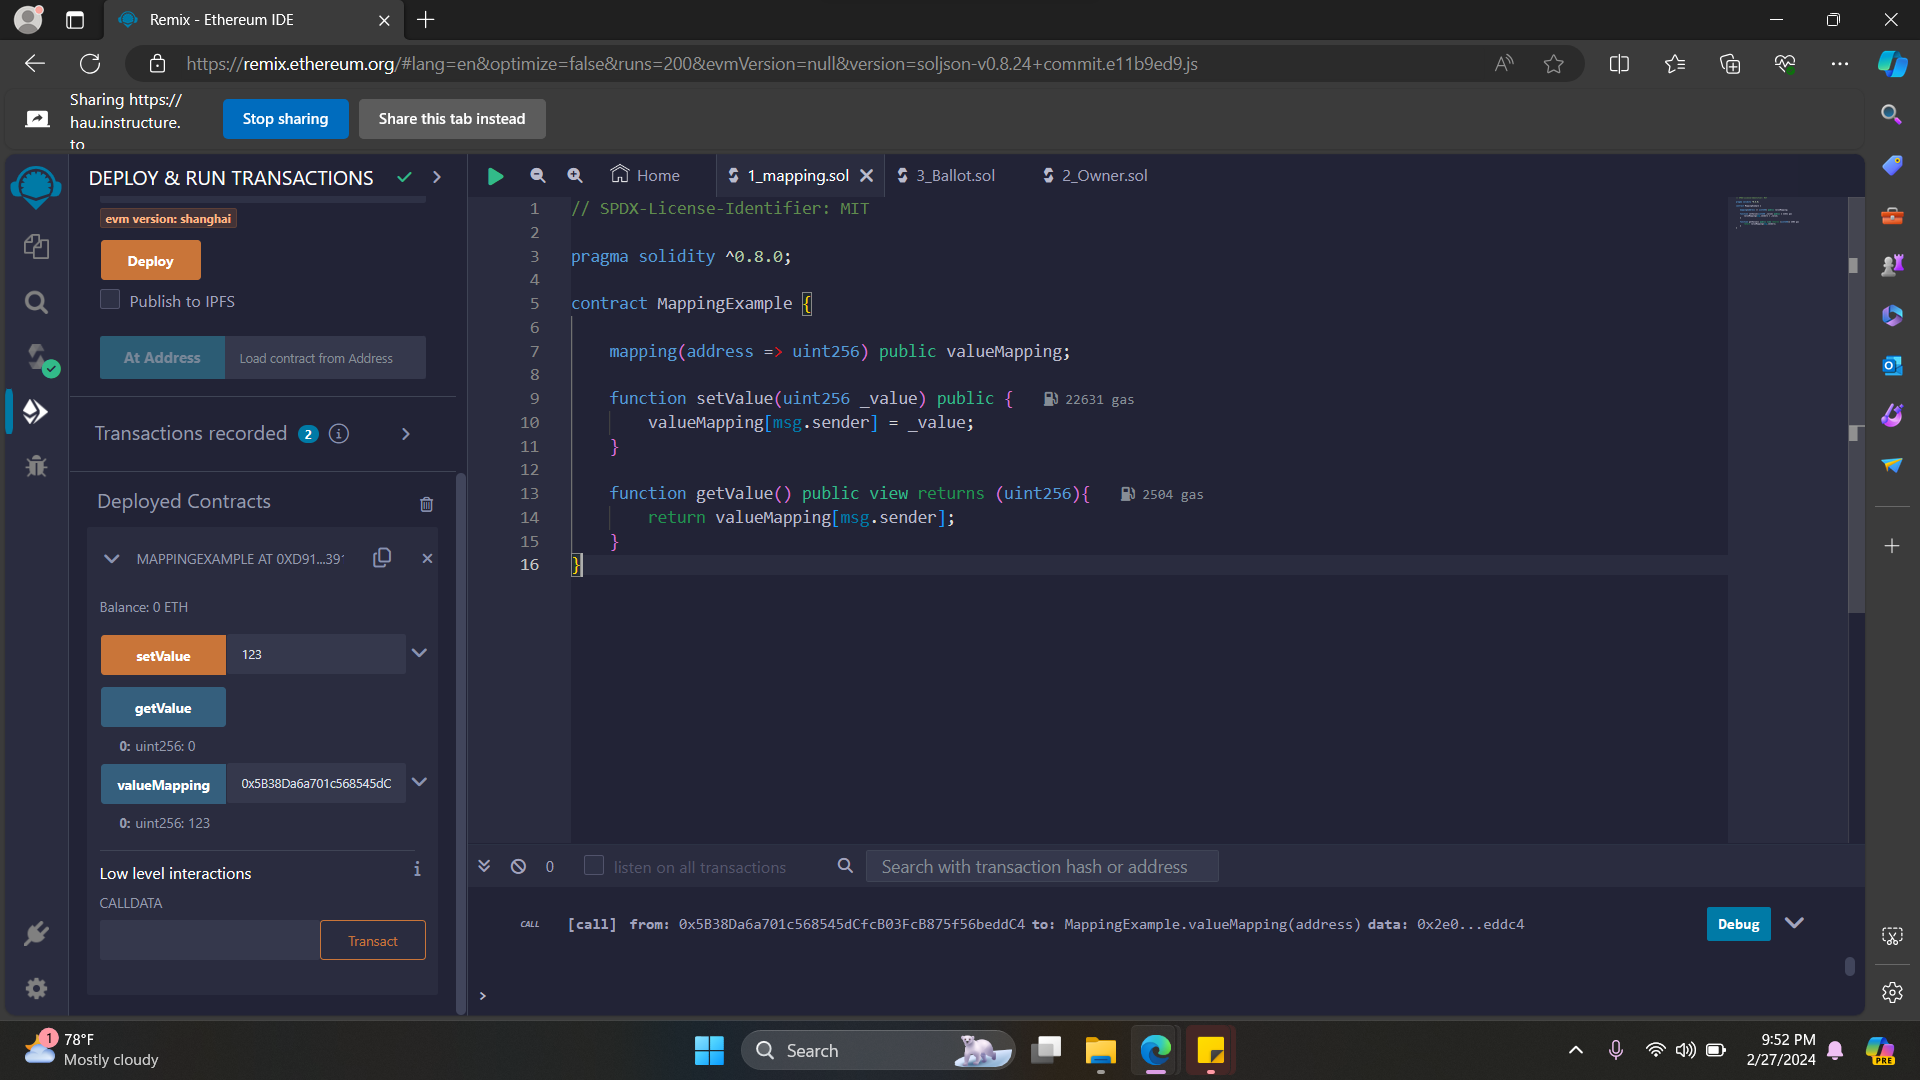 Remix - Ethereum IDE
https://remix.ethereum.org/#lang=en&optimize=false&runs=200&evmVersion=null&version=soljson-v0.8.24+commit.e11b9ed9.js
Sharing https://
hau.instructure.
to
Stop sharing
Share this tab instead
DEPLOY & RUN TRANSACTIONS
evm version: shanghai
Deploy
Publish to IPFS
At Address
Load contract from Address
Transactions recorded 2 i
Deployed Contracts
MAPPINGEXAMPLE AT 0XD91...39
Balance: 0 ETH
setValue
123
getValue
0: uint256: 0
valueMapping
0x5B38Da6a701c568545dC
0: uint256: 123
Low level interactions
i
CALLDATA
Transact
Home
1_mapping.sol
3_Ballot.sol
2_Owner.sol
1 // SPDX-License-Identifier: MIT
2
3 pragma solidity ^0.8.0;
4
5 contract MappingExample {
6
7 mapping(address => uint256) public valueMapping;
8
9 function setValue(uint256 _value) public { 22631 gas
10 valueMapping[msg.sender] = _value;
11 }
12
13 function getValue() public view returns (uint256){ 2504 gas
14 return valueMapping[msg.sender];
15 }
16 }
0
listen on all transactions
Search with transaction hash or address
CALL [call] from: 0x5B38Da6a701c568545dCfcB03FcB875f56beddC4 to: MappingExample.valueMapping(address) data: 0x2e0...eddc4
Debug
>
1
78°F
Mostly cloudy
Search
9:52 PM
2/27/2024
PRE